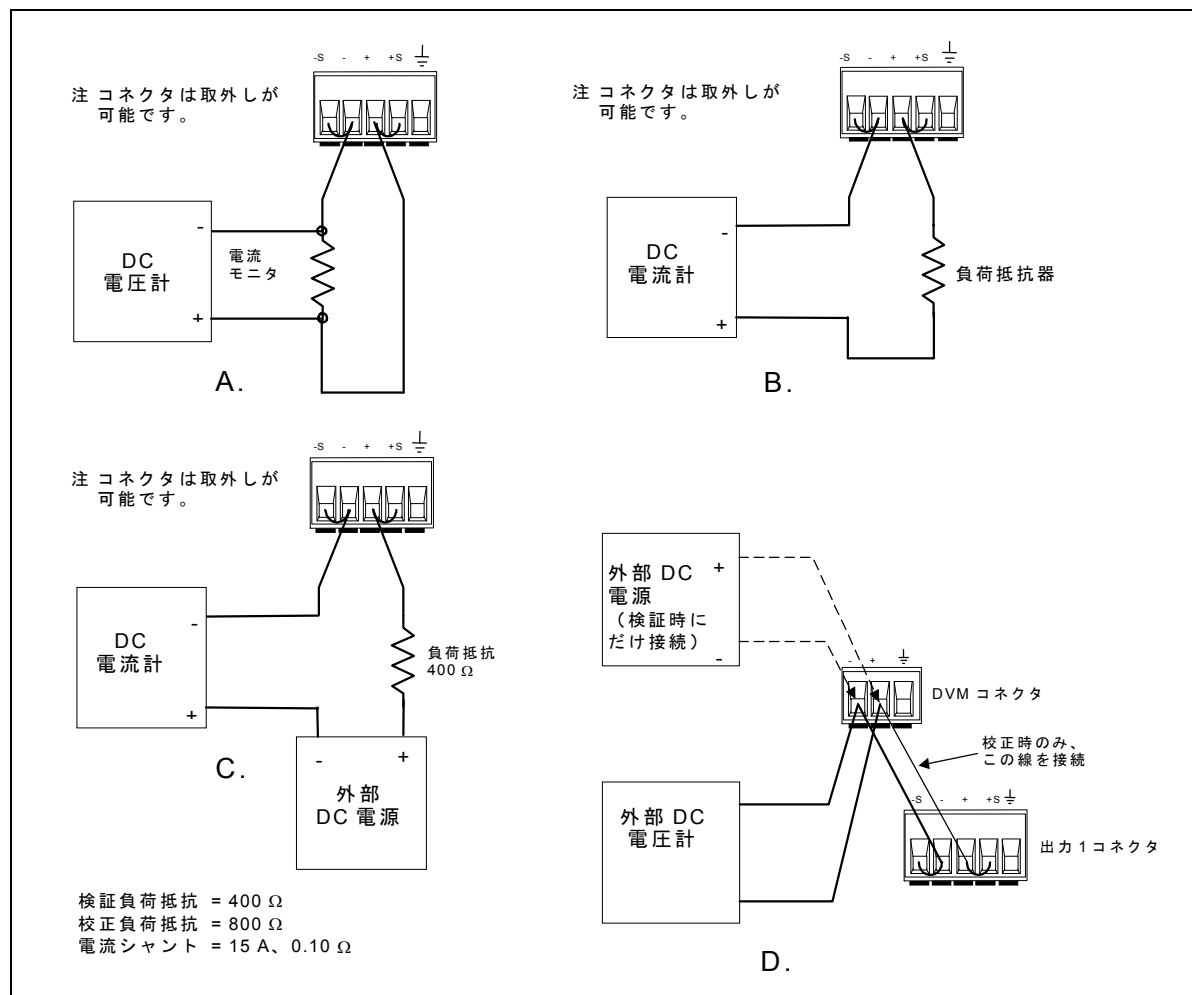 -S - + +S
注 コネクタは取外しが
可能です。
-
DC
電圧計
+
電流
モニタ
A.
-S - + +S
注 コネクタは取外しが
可能です。
-
DC
電流計
+
負荷抵抗器
B.
-S - + +S
注 コネクタは取外しが
可能です。
-
DC
電流計
+
負荷抵抗
400 Ω
- +
外部
DC 電源
C.
検証負荷抵抗 = 400 Ω
校正負荷抵抗 = 800 Ω
電流シャント = 15 A、0.10 Ω
外部 DC +
電源
（検証時に
だけ接続）
-
- +
DVM コネクタ
校正時のみ、
この線を接続
外部 DC
電圧計
-S - + +S
出力 1 コネクタ
D.